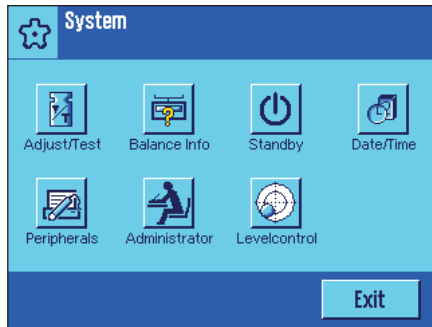 System
Adjust/Test Balance Info Standby Date/Time
Peripherals Administrator Levelcontrol
Exit